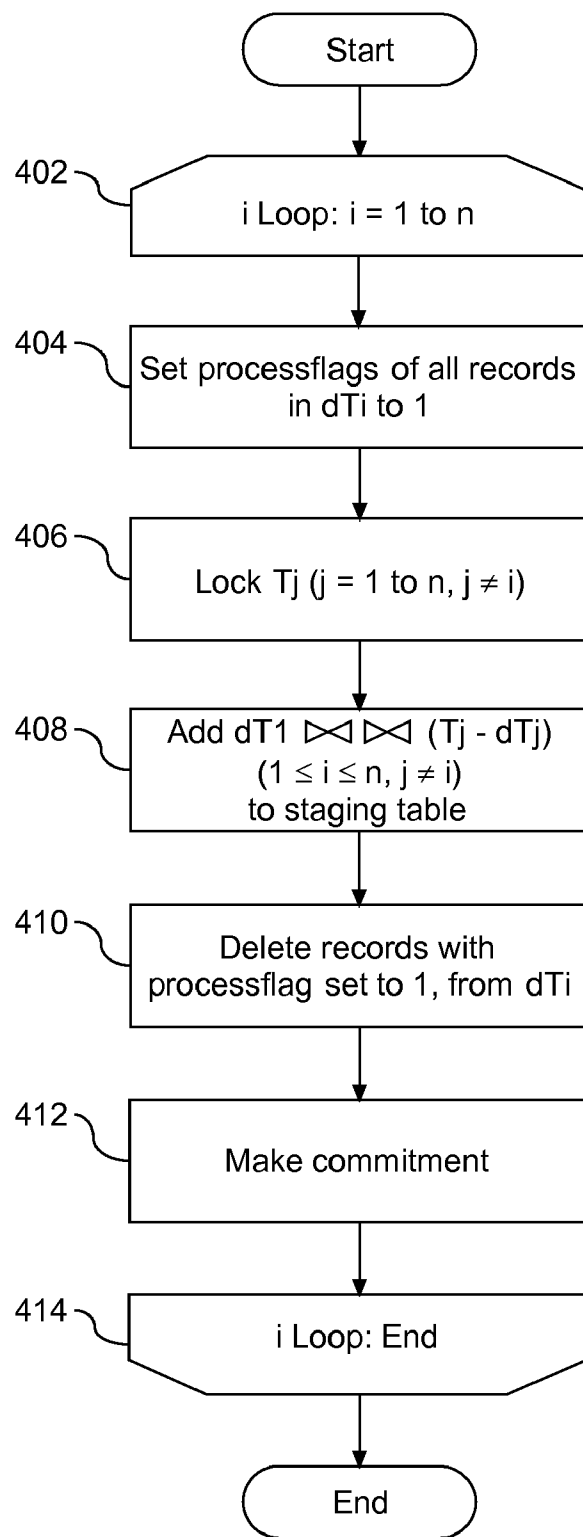 Start
402
i Loop: i = 1 to n
404
Set processflags of all records
in dTi to 1
406
Lock Tj (j = 1 to n, j ≠ i)
408
Add dT1 ⋈ ⋈ (Tj - dTj)
(1 ≤ i ≤ n, j ≠ i)
to staging table
410
Delete records with
processflag set to 1, from dTi
412
Make commitment
414
i Loop: End
End